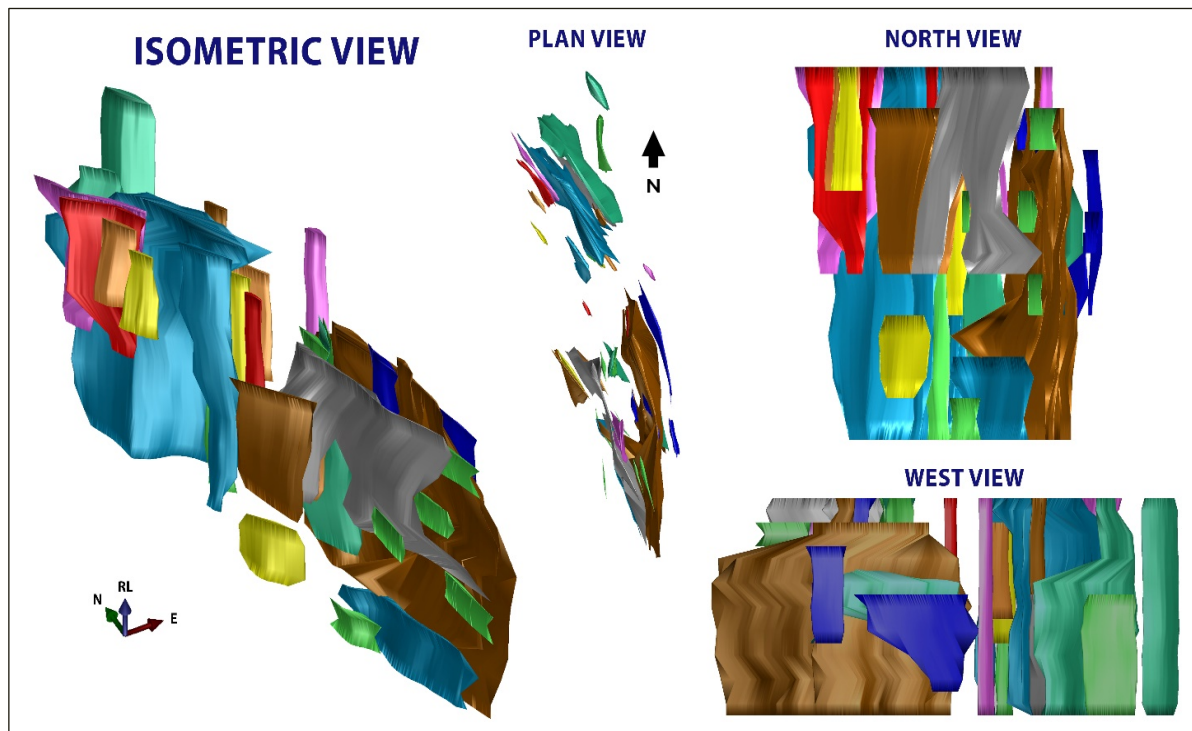 ISOMETRIC VIEW
PLAN VIEW
NORTH VIEW
N
WEST VIEW
RL
N
E